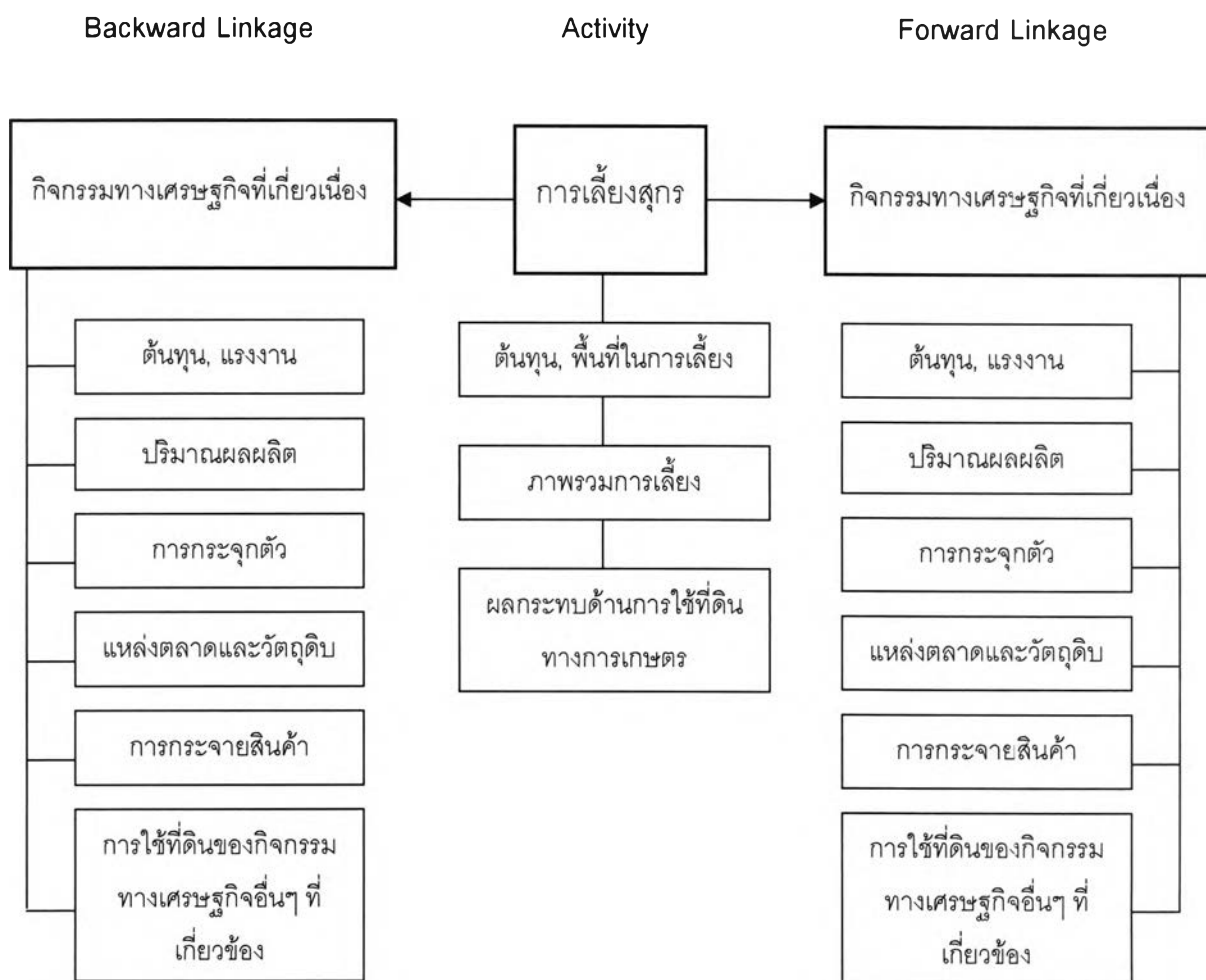 Backward Linkage
Activity
Forward Linkage
กิจกรรมทางเศรษฐกิจที่เกี่ยวเนื่อง
การเลี้ยงสุกร
กิจกรรมทางเศรษฐกิจที่เกี่ยวเนื่อง
ต้นทุน, แรงงาน
ปริมาณผลผลิต
การกระจุกตัว
แหล่งตลาดและวัตถุดิบ
การกระจายสินค้า
การใช้ที่ดินของกิจกรรม
ทางเศรษฐกิจอื่นๆ ที่
เกี่ยวข้อง
ต้นทุน, พื้นที่ในการเลี้ยง
ภาพรวมการเลี้ยง
ผลกระทบด้านการใช้ที่ดิน
ทางการเกษตร
ต้นทุน, แรงงาน
ปริมาณผลผลิต
การกระจุกตัว
แหล่งตลาดและวัตถุดิบ
การกระจายสินค้า
การใช้ที่ดินของกิจกรรม
ทางเศรษฐกิจอื่นๆ ที่
เกี่ยวข้อง